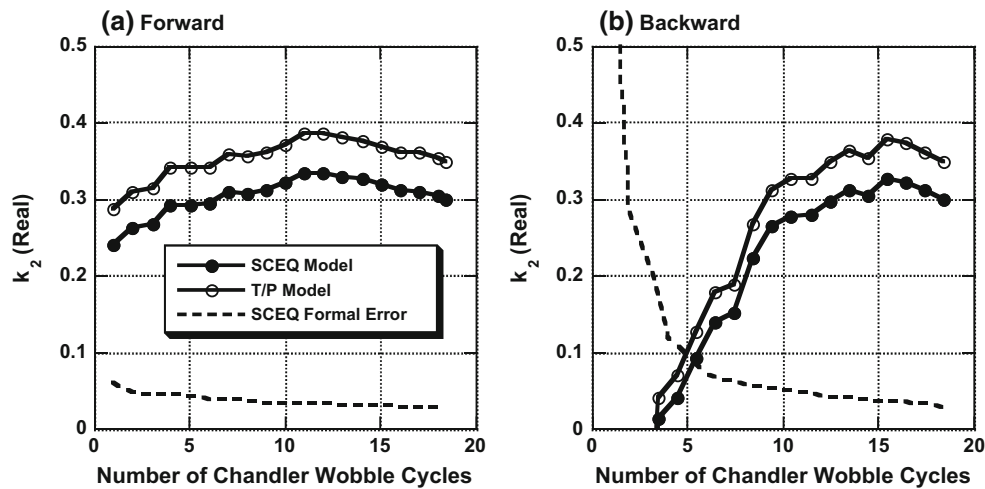 (a) Forward
0.5
0.4
0.3
0.2
0.1
0
k2 (Real)
SCEQ Model
T/P Model
SCEQ Formal Error
0 5 10 15 20
Number of Chandler Wobble Cycles
(b) Backward
0.5
0.4
0.3
0.2
0.1
0
k2 (Real)
0 5 10 15 20
Number of Chandler Wobble Cycles